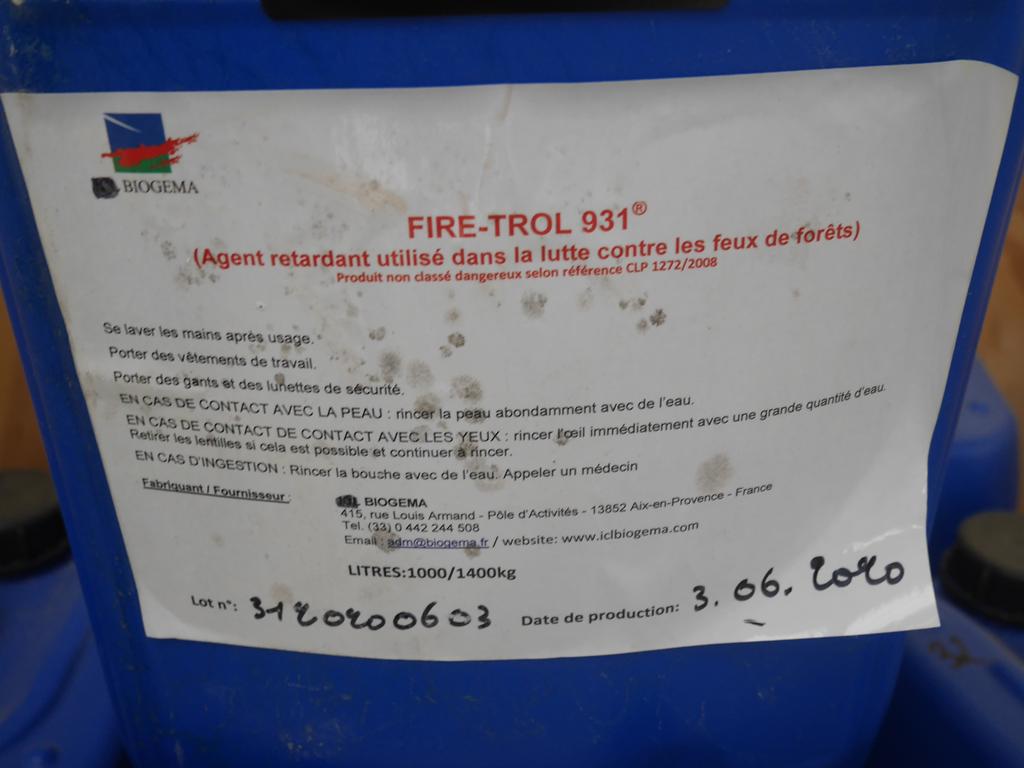 BIOGEMA
FIRE-TROL 931®
(Agent retardant utilisé dans la lutte contre les feux de forêts)
Produit non classé dangereux selon référence CLP 1272/2008
Se laver les mains après usage.
Porter des vêtements de travail.
Porter des gants et des lunettes de sécurité.
EN CAS DE CONTACT AVEC LA PEAU : rincer la peau abondamment avec de l'eau.
EN CAS DE CONTACT DE CONTACT AVEC LES YEUX : rincer l'œil immédiatement avec une grande quantité d'eau.
Retirer les lentilles si cela est possible et continuer à rincer.
EN CAS D'INGESTION : Rincer la bouche avec de l'eau. Appeler un médecin
Fabriquant / Fournisseur :
BIOGEMA
415, rue Louis Armand - Pôle d'Activités - 13852 Aix-en-Provence - France
Tel. (33) 0 442 244 508
Email : adm@biogema.fr / website: www.iclbiogema.com
LITRES:1000/1400kg
Lot n°: 3120200603 Date de production: 3.06.2020
32